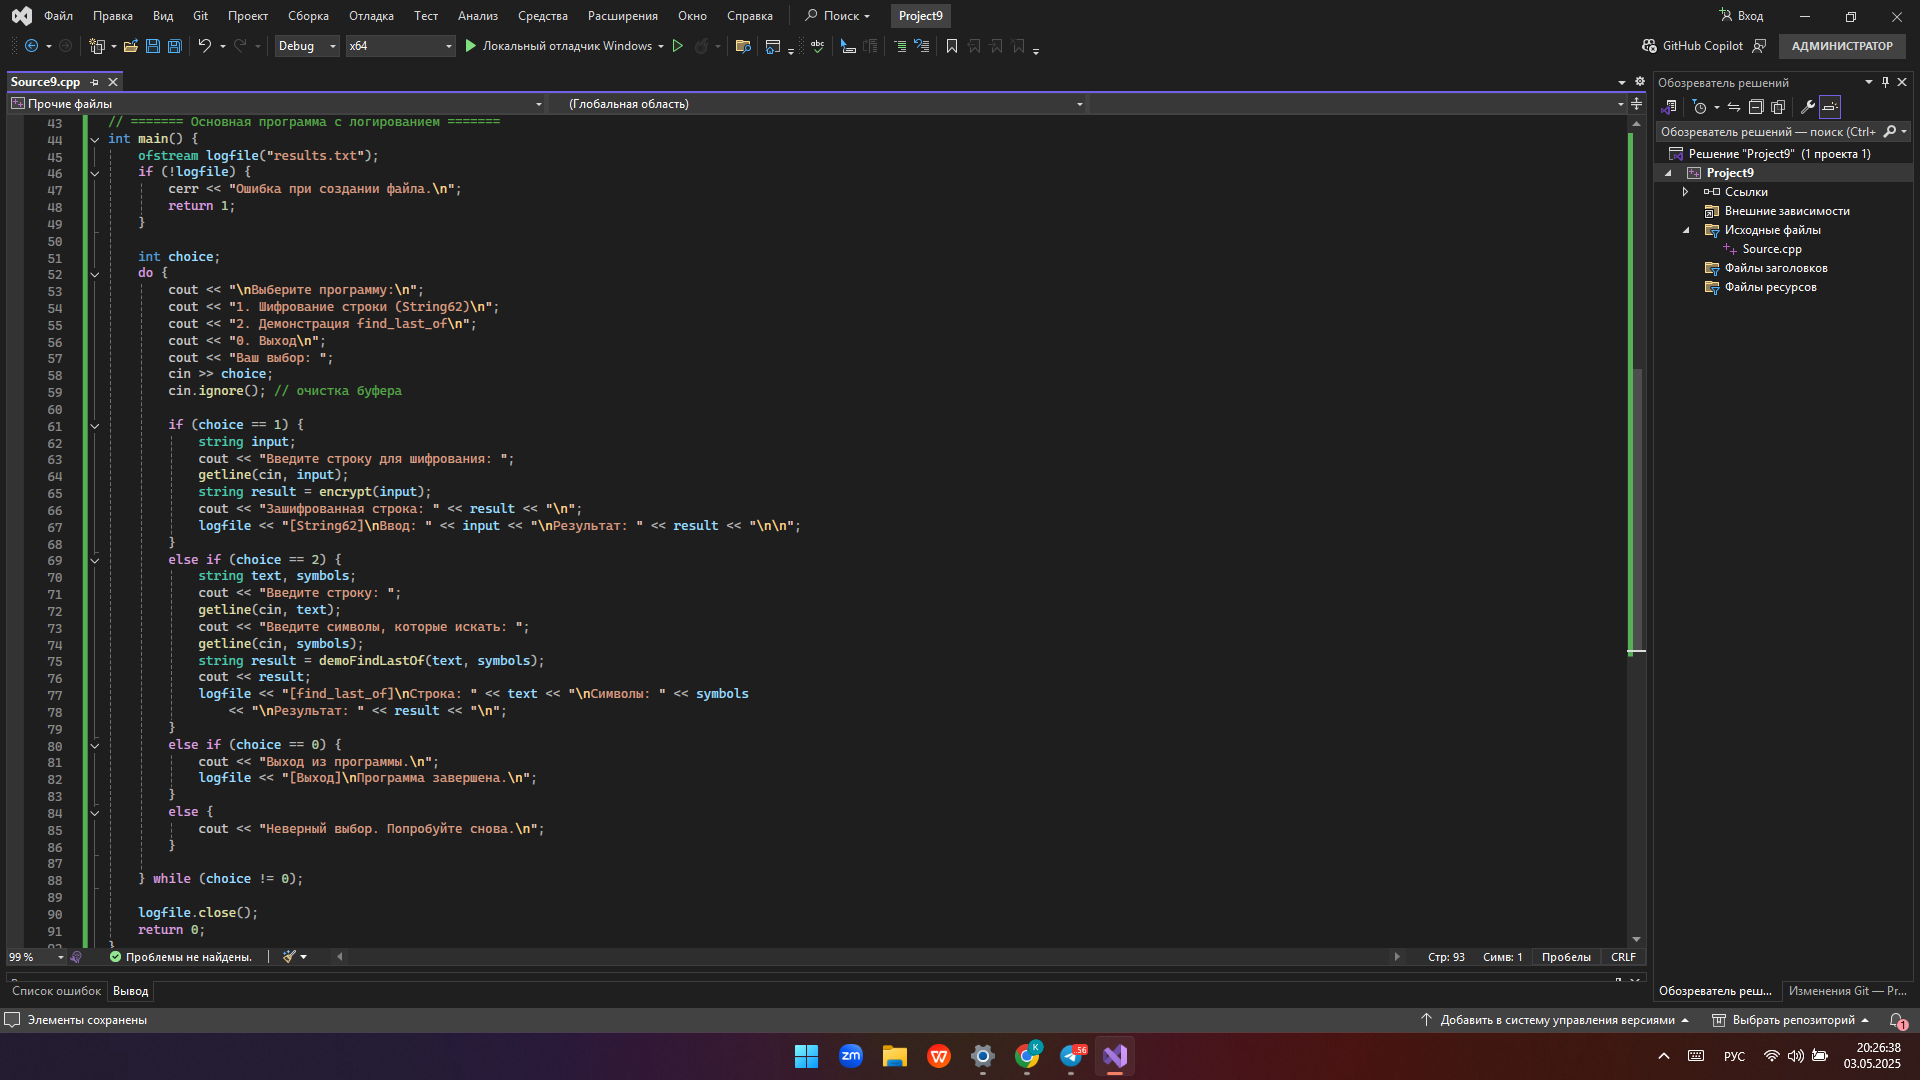 Файл Правка Вид Git Проект Сборка Отладка Тест Анализ Средства Расширения Окно Справка Поиск Project9 Вход
Debug x64 Локальный отладчик Windows GitHub Copilot АДМИНИСТРАТОР
Source9.cpp
Прочие файлы (Глобальная область)
43 // ======= Основная программа с логированием =======
44 int main() {
45 ofstream logfile("results.txt");
46 if (!logfile) {
47 cerr << "Ошибка при создании файла.\n";
48 return 1;
49 }
50
51 int choice;
52 do {
53 cout << "\nВыберите программу:\n";
54 cout << "1. Шифрование строки (String62)\n";
55 cout << "2. Демонстрация find_last_of\n";
56 cout << "0. Выход\n";
57 cout << "Ваш выбор: ";
58 cin >> choice;
59 cin.ignore(); // очистка буфера
60
61 if (choice == 1) {
62 string input;
63 cout << "Введите строку для шифрования: ";
64 getline(cin, input);
65 string result = encrypt(input);
66 cout << "Зашифрованная строка: " << result << "\n";
67 logfile << "[String62]\nВвод: " << input << "\nРезультат: " << result << "\n\n";
68 }
69 else if (choice == 2) {
70 string text, symbols;
71 cout << "Введите строку: ";
72 getline(cin, text);
73 cout << "Введите символы, которые искать: ";
74 getline(cin, symbols);
75 string result = demoFindLastOf(text, symbols);
76 cout << result;
77 logfile << "[find_last_of]\nСтрока: " << text << "\nСимволы: " << symbols
78 << "\nРезультат: " << result << "\n";
79 }
80 else if (choice == 0) {
81 cout << "Выход из программы.\n";
82 logfile << "[Выход]\nПрограмма завершена.\n";
83 }
84 else {
85 cout << "Неверный выбор. Попробуйте снова.\n";
86 }
87
88 } while (choice != 0);
89
90 logfile.close();
91 return 0;
92 }
99 % Проблемы не найдены. Стр: 93 Симв: 1 Пробелы CRLF
Список ошибок Вывод
Элементы сохранены
Обозреватель решений
Обозреватель решений — поиск (Ctrl+
Решение "Project9" (1 проекта 1)
Project9
Ссылки
Внешние зависимости
Исходные файлы
Source.cpp
Файлы заголовков
Файлы ресурсов
Обозреватель реш... Изменения Git — Pr...
Добавить в систему управления версиями Выбрать репозиторий 1
zm W K 56 РУС 20:26:38
03.05.2025